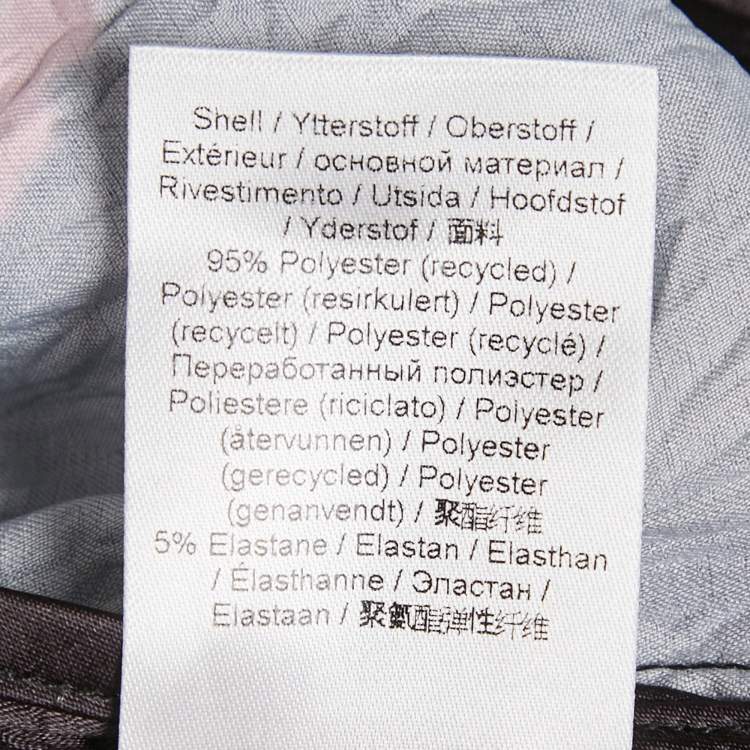 Shell / Ytterstoff / Oberstoff /
Extérieur / основной материал /
Rivestimento / Utsida / Hoofdstof
/ Yderstof / 面料
95% Polyester (recycled) /
Polyester (resirkulert) / Polyester
(recycelt) / Polyester (recyclé) /
Переработанный полиэстер /
Poliestere (riciclato) / Polyester
(återvunnen) / Polyester
(gerecycled) / Polyester
(genanvendt) / 聚酯纤维
5% Elastane / Elastan / Elasthan
/ Élasthanne / Эластан /
Elastaan / 聚氨酯弹性纤维